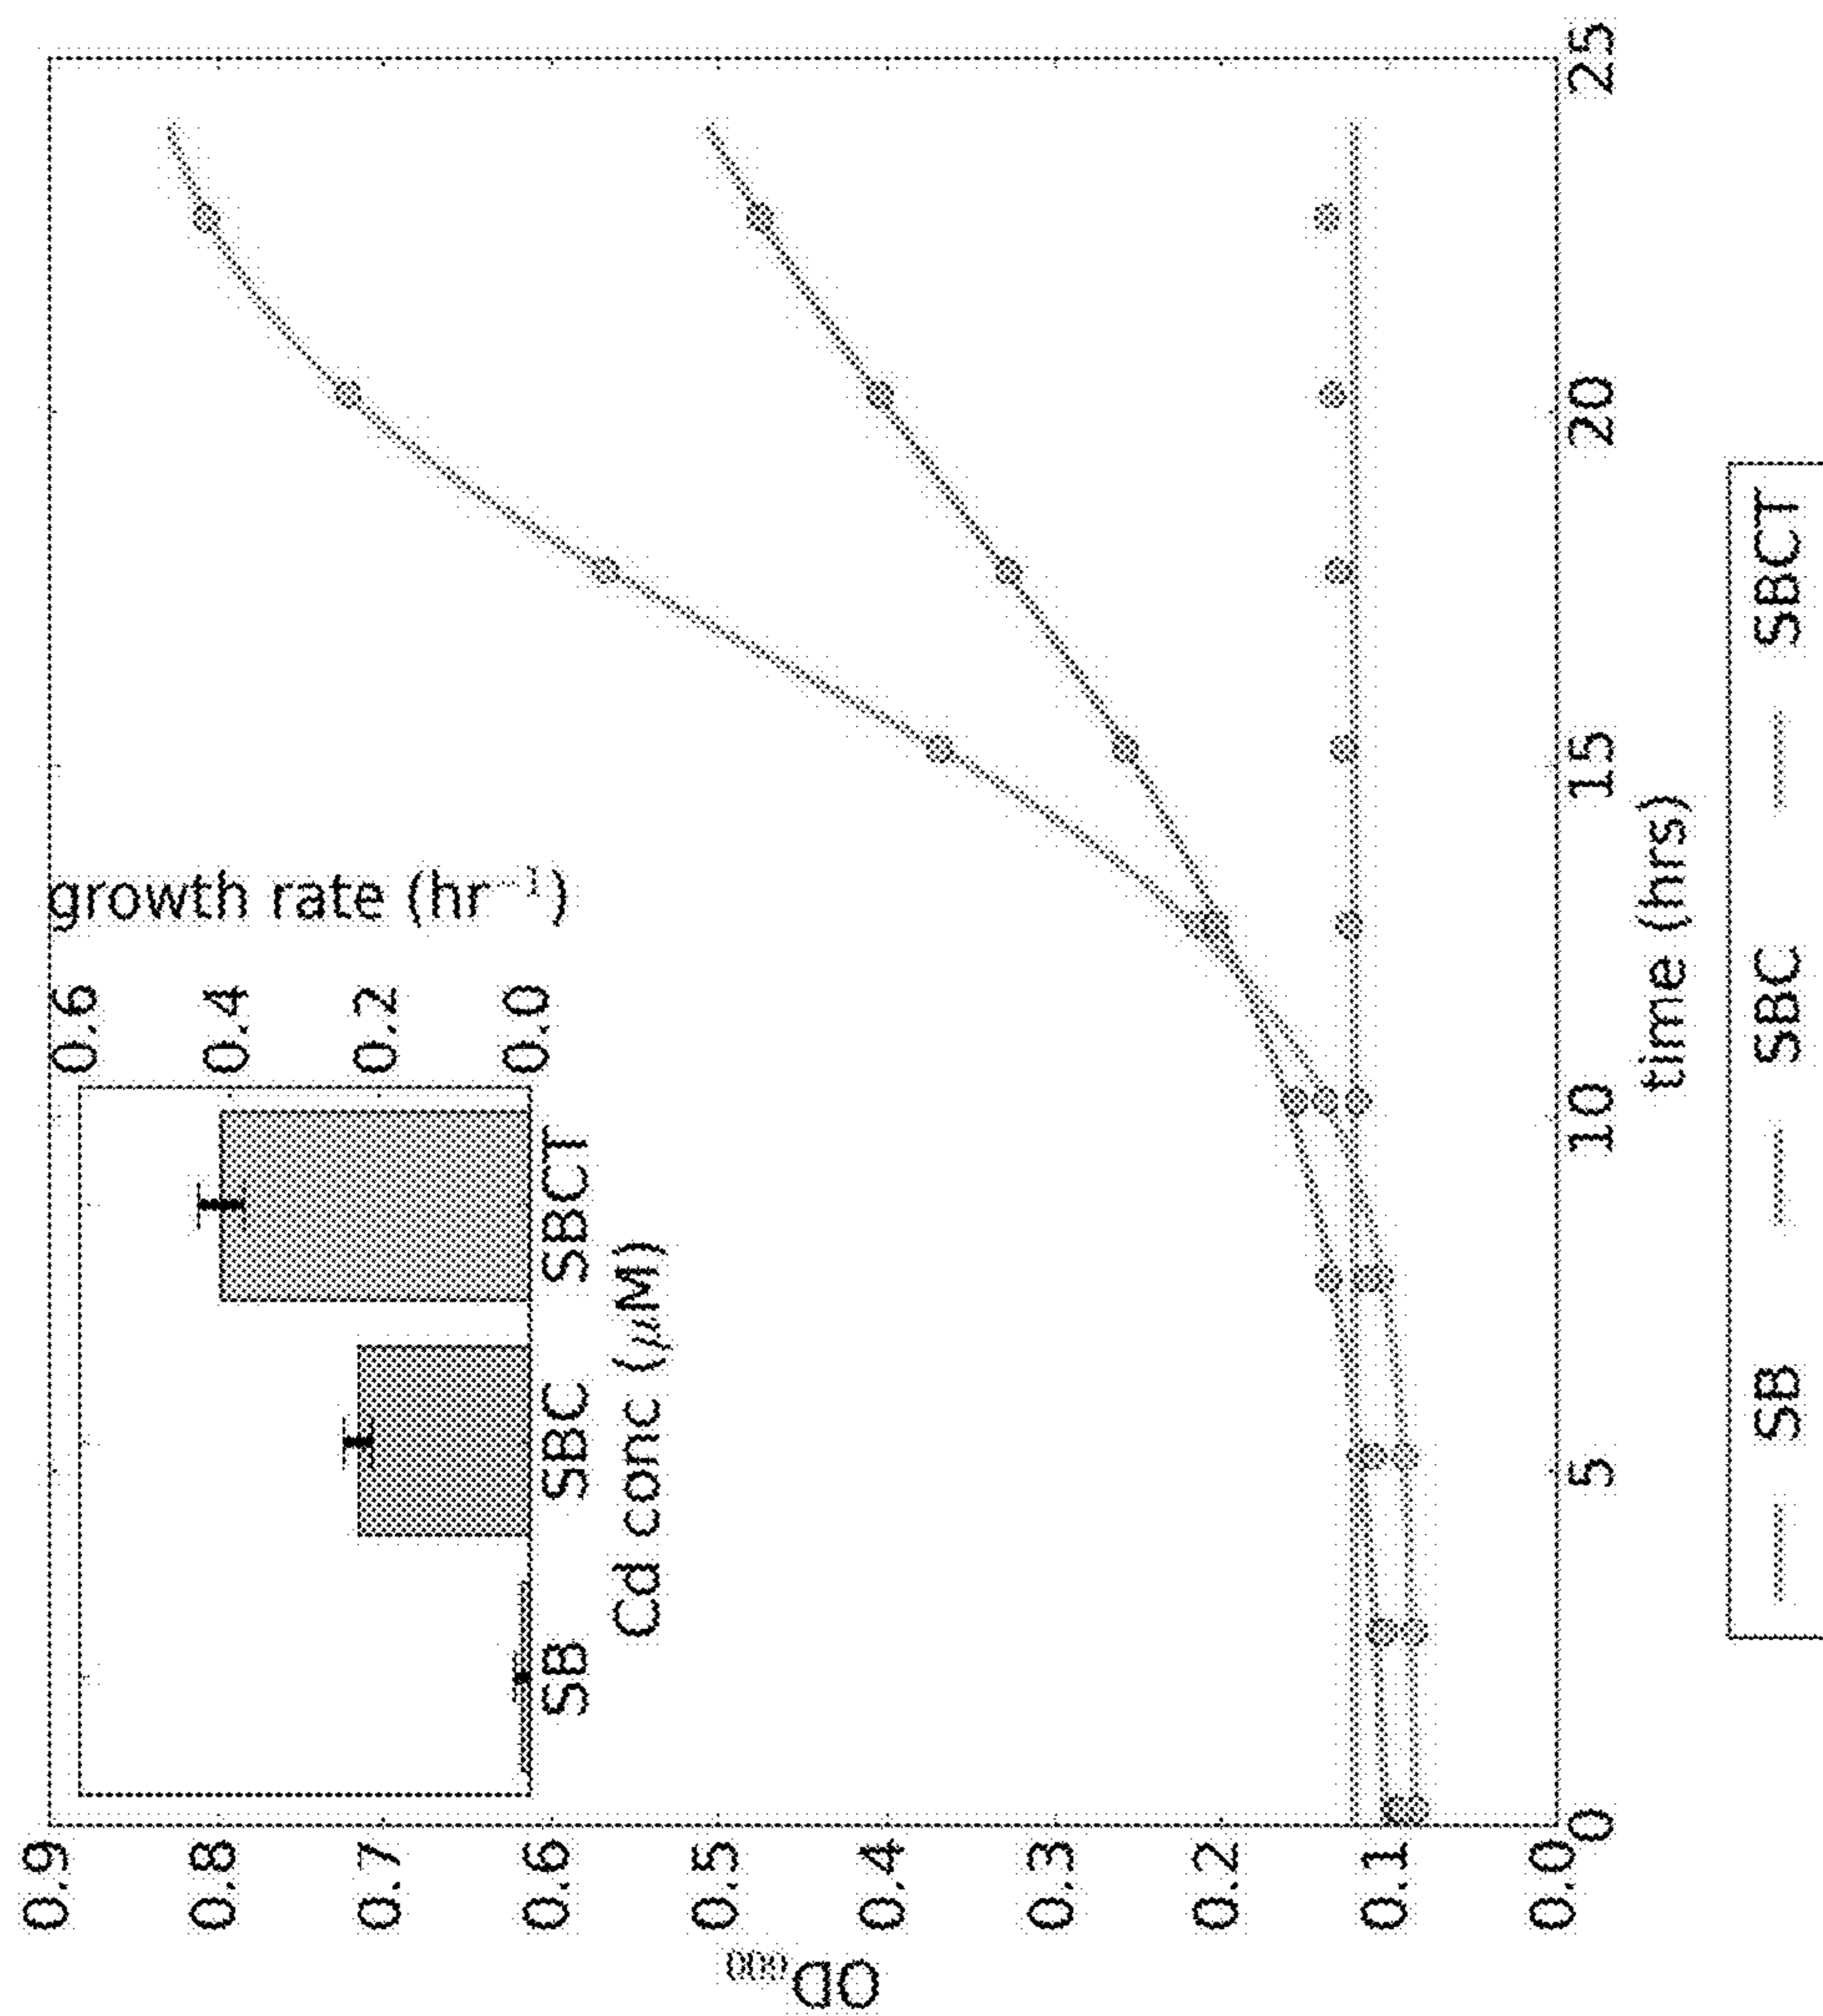 growth rate (hr⁻¹)
0.6
0.4
0.2
0.0
SB SBC SBCT
Cd conc (μM)
0.9
0.8
0.7
0.6
0.5
0.4
0.3
0.2
0.1
0.0
OD
0 5 10 15 20 25
time (hrs)
SB SBC SBCT